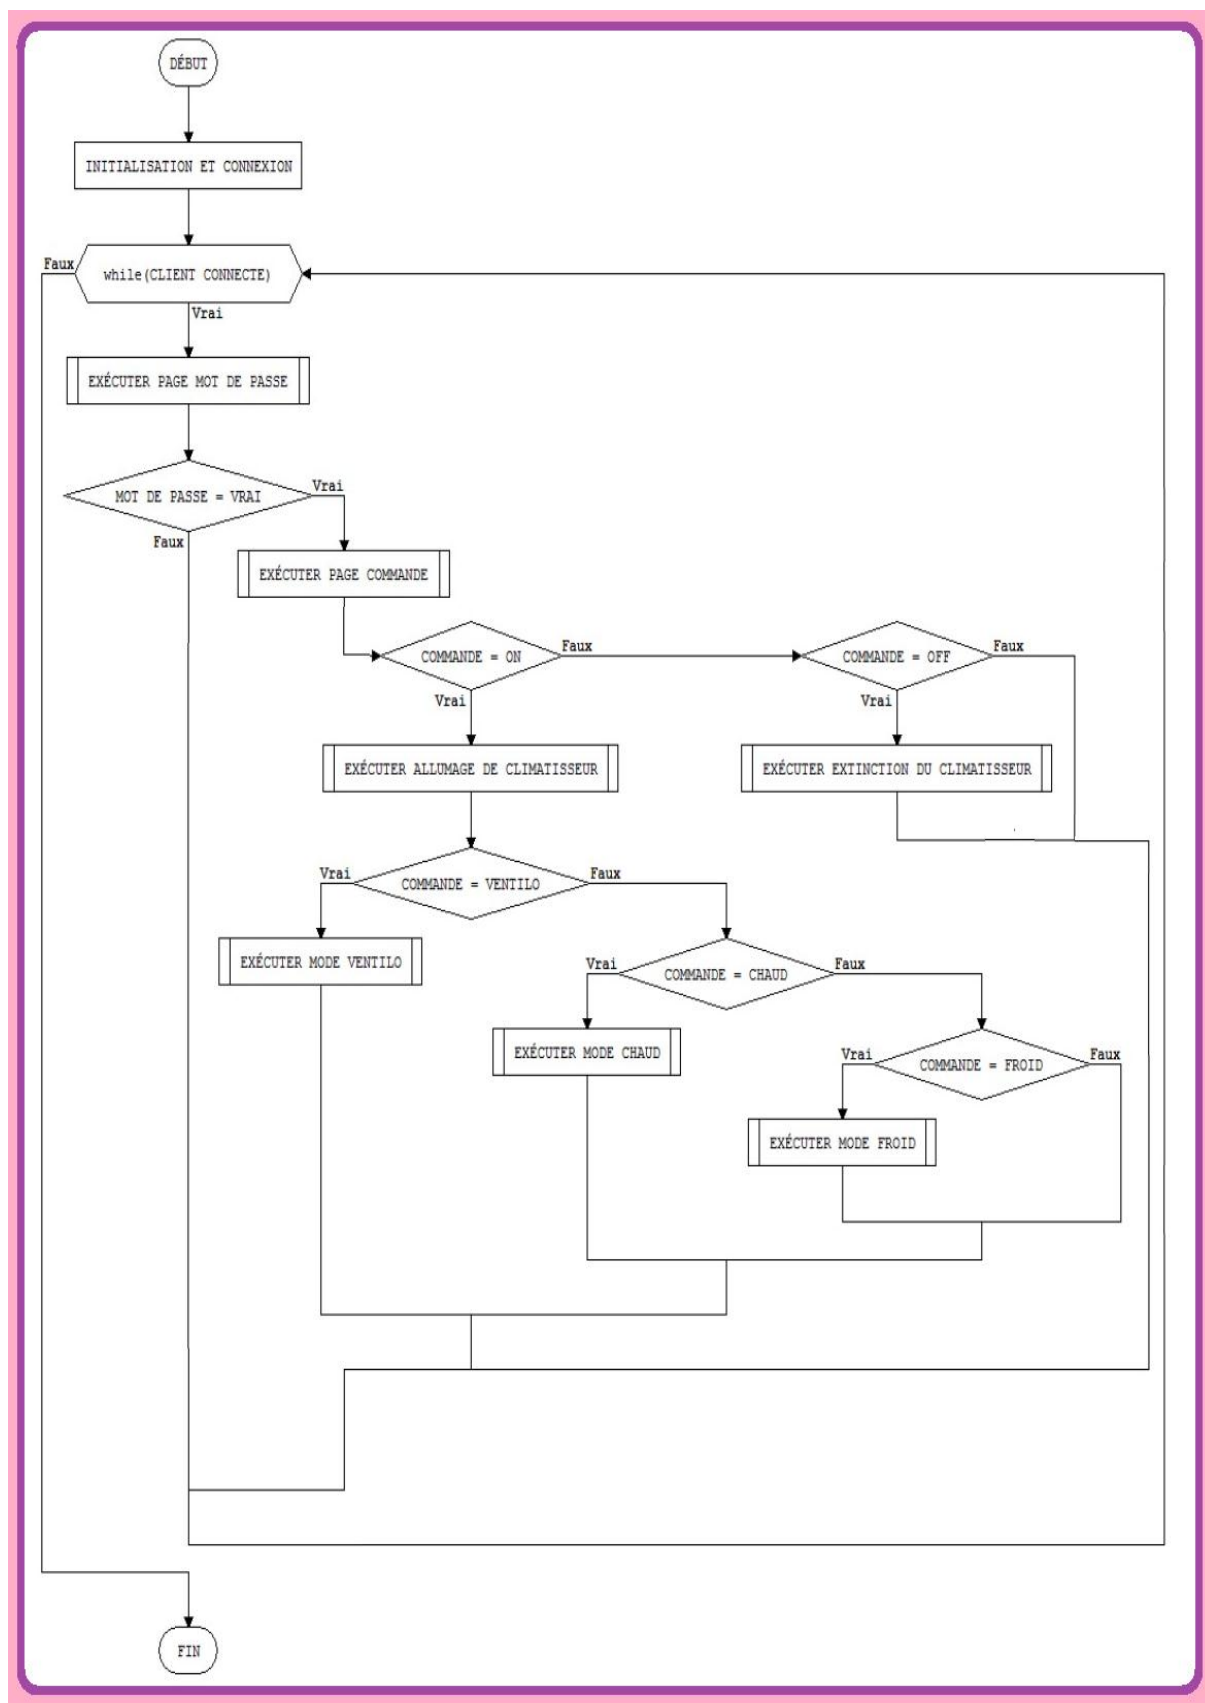 DÉBUT
INITIALISATION ET CONNEXION
Faux
while(CLIENT CONNECTE)
Vrai
EXÉCUTER PAGE MOT DE PASSE
MOT DE PASSE = VRAI
Vrai
Faux
EXÉCUTER PAGE COMMANDE
COMMANDE = ON
Faux
COMMANDE = OFF
Faux
Vrai
Vrai
EXÉCUTER ALLUMAGE DE CLIMATISSEUR
EXÉCUTER EXTINCTION DU CLIMATISSEUR
Vrai
COMMANDE = VENTILO
Faux
EXÉCUTER MODE VENTILO
Vrai
COMMANDE = CHAUD
Faux
EXÉCUTER MODE CHAUD
Vrai
COMMANDE = FROID
Faux
EXÉCUTER MODE FROID
FIN